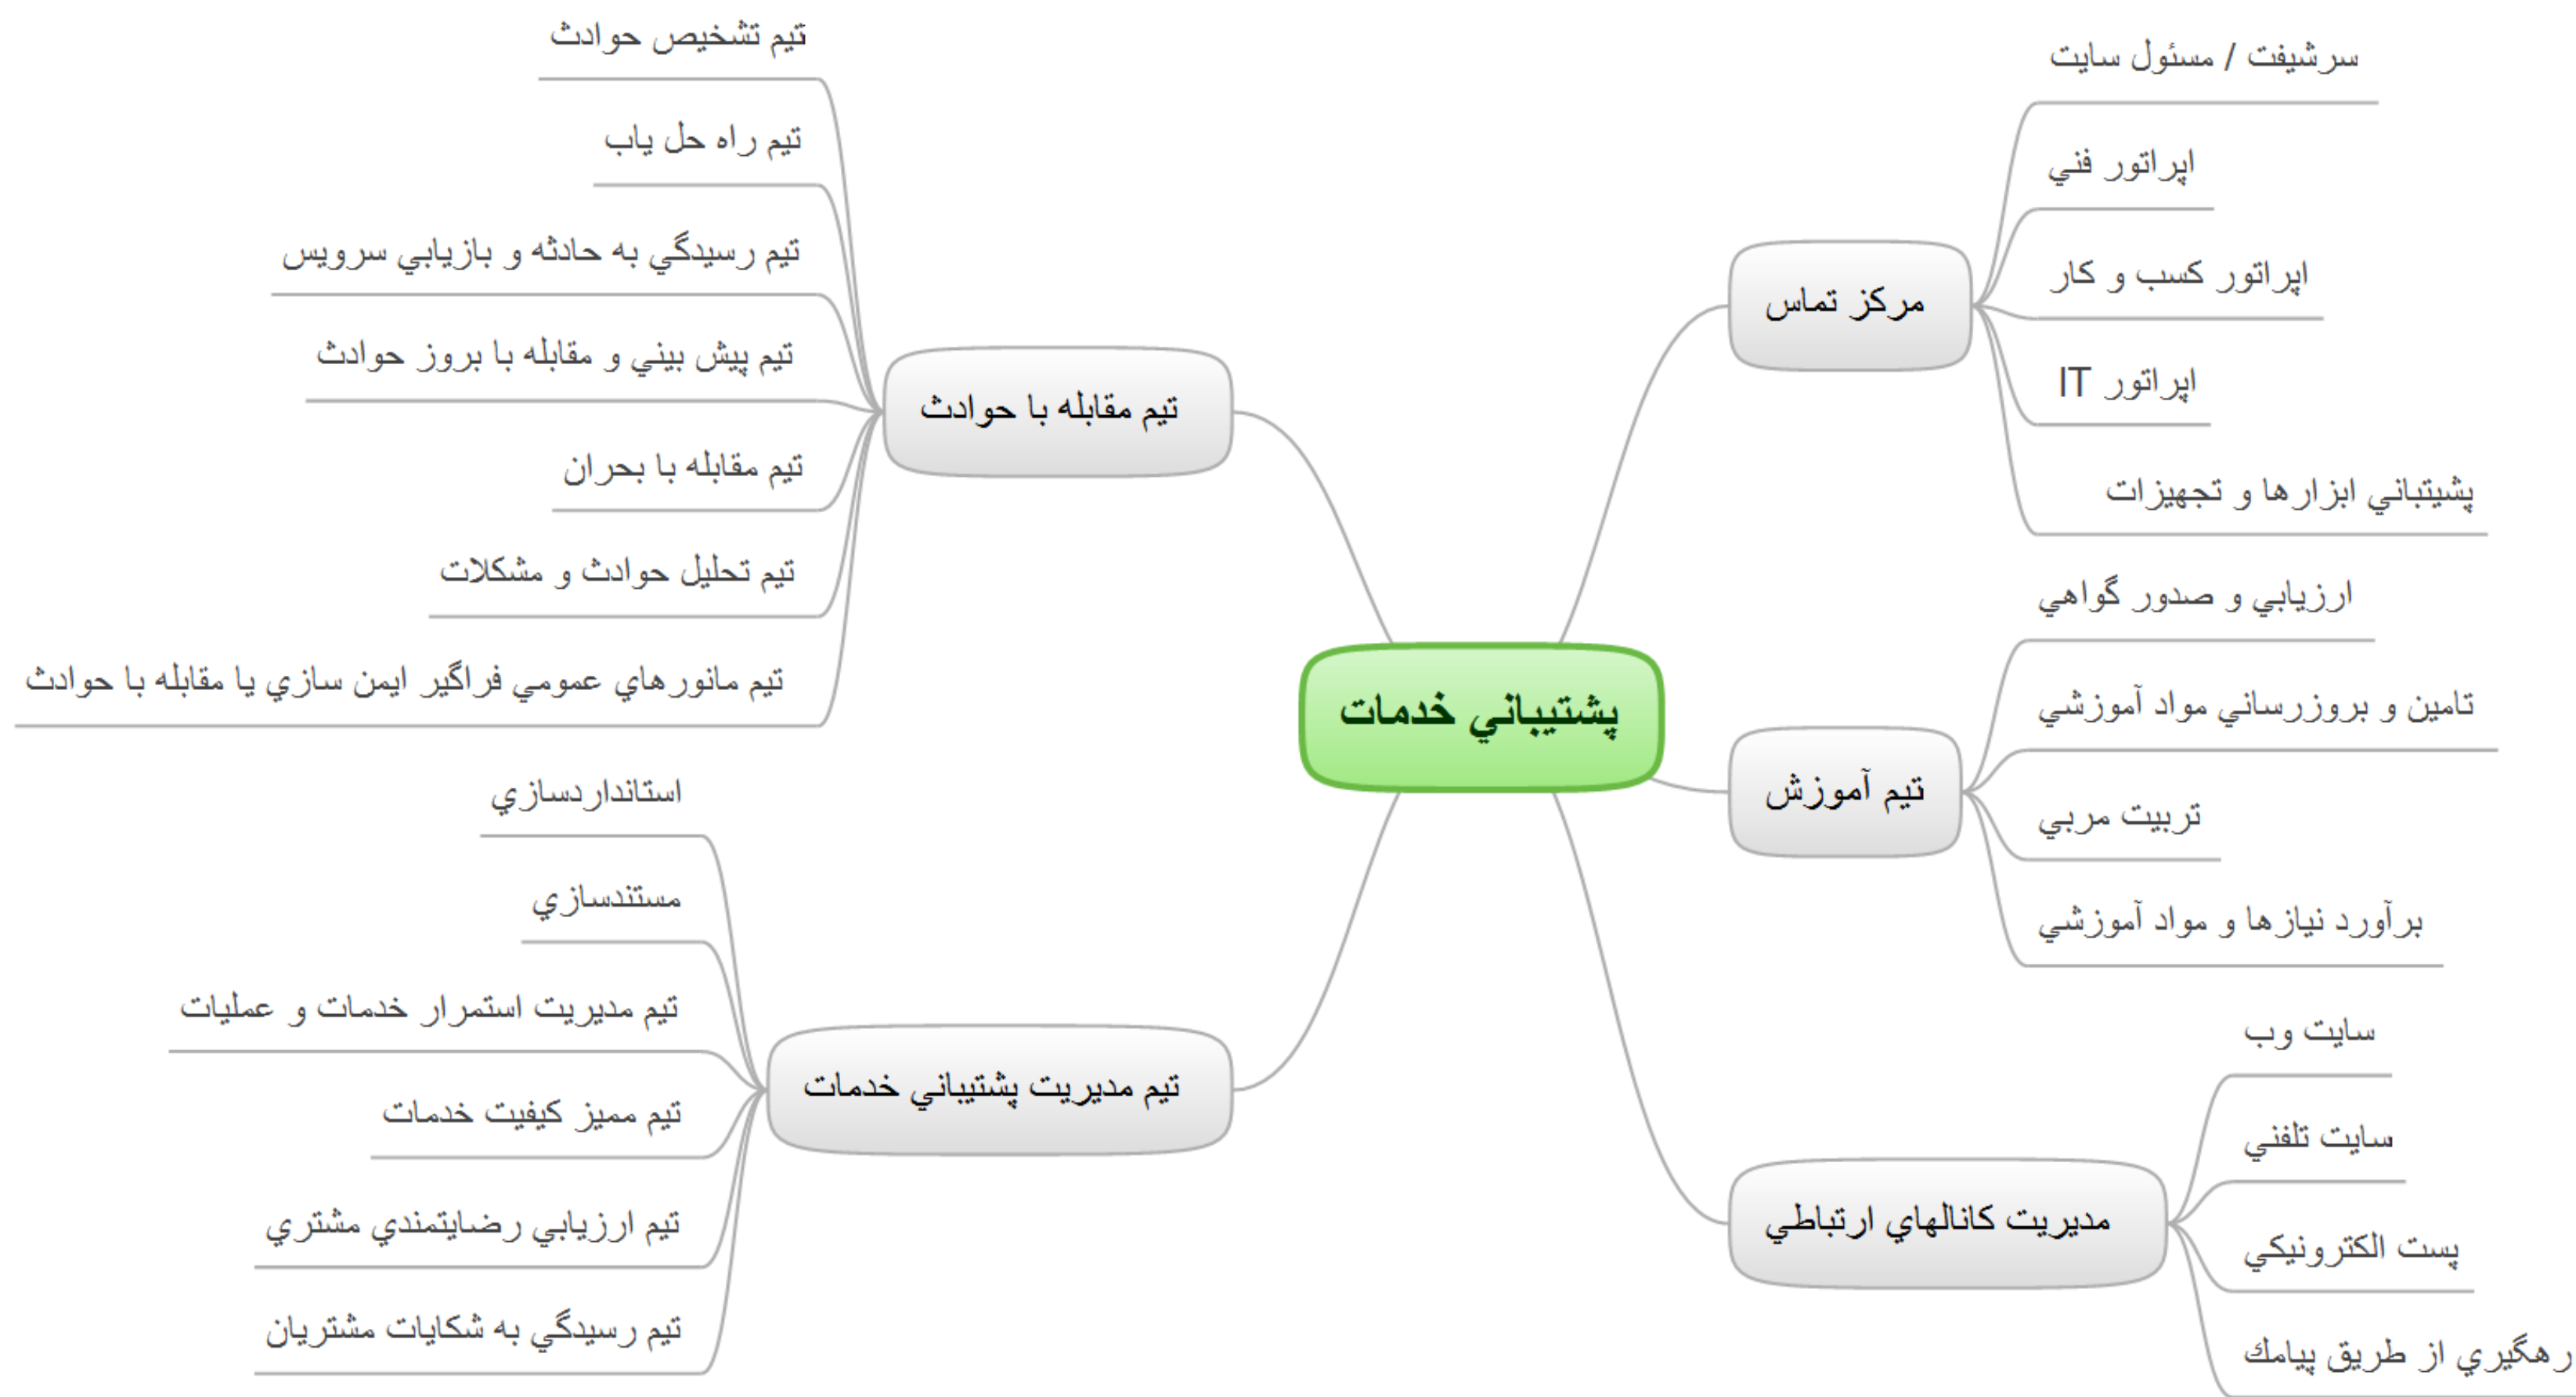 پشتيباني خدمات
مركز تماس
سرشيفت / مسئول سايت
اپراتور فني
اپراتور كسب و كار
اپراتور IT
پشيتباني ابزارها و تجهيزات
تيم آموزش
ارزيابي و صدور گواهي
تامين و بروزرساني مواد آموزشي
تربيت مربي
برآورد نيازها و مواد آموزشي
مديريت كانالهاي ارتباطي
سايت وب
سايت تلفني
پست الكترونيكي
رهگيري از طريق پيامك
تيم مقابله با حوادث
تيم تشخيص حوادث
تيم راه حل ياب
تيم رسيدگي به حادثه و بازيابي سرويس
تيم پيش بيني و مقابله با بروز حوادث
تيم مقابله با بحران
تيم تحليل حوادث و مشكلات
تيم مانورهاي عمومي فراگير ايمن سازي يا مقابله با حوادث
تيم مديريت پشتيباني خدمات
استانداردسازي
مستندسازي
تيم مديريت استمرار خدمات و عمليات
تيم مميز كيفيت خدمات
تيم ارزيابي رضايتمندي مشتري
تيم رسيدگي به شكايات مشتريان